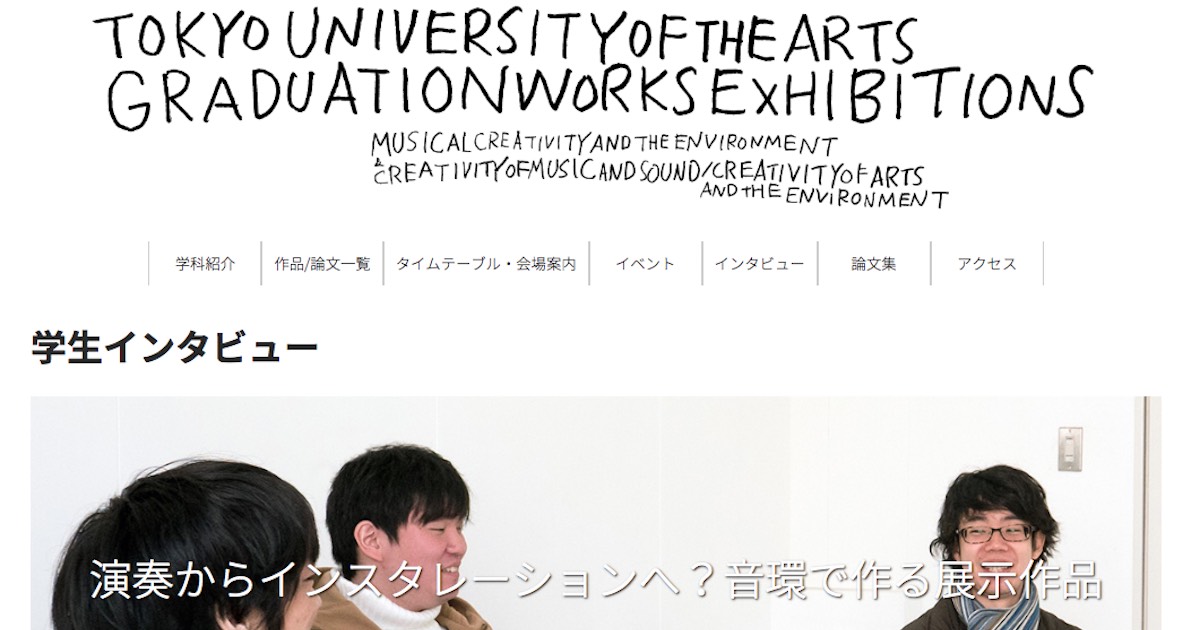 TOKYO UNIVERSITY OF THE ARTS
GRADUATION WORKS EXHIBITIONS
MUSICAL CREATIVITY AND THE ENVIRONMENT
&
CREATIVITY OF MUSIC AND SOUND/CREATIVITY OF ARTS
AND THE ENVIRONMENT
学科紹介 作品/論文一覧 タイムテーブル・会場案内 イベント インタビュー 論文集 アクセス
学生インタビュー
演奏からインスタレーションへ？音環で作る展示作品